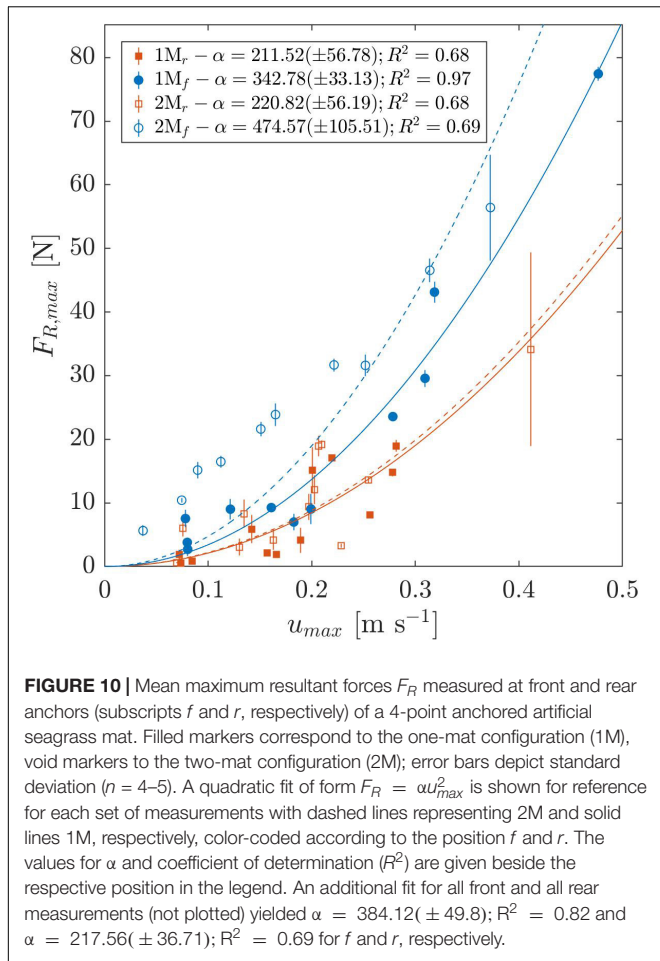 80
70
60
50
40
30
20
10
0
F_{R,max} [N]
1M_r − α = 211.52(±56.78); R² = 0.68
1M_f − α = 342.78(±33.13); R² = 0.97
2M_r − α = 220.82(±56.19); R² = 0.68
2M_f − α = 474.57(±105.51); R² = 0.69
0.1 0.2 0.3 0.4 0.5
u_{max} [m s⁻¹]
FIGURE 10 | Mean maximum resultant forces F_R measured at front and rear
anchors (subscripts f and r, respectively) of a 4-point anchored artificial
seagrass mat. Filled markers correspond to the one-mat configuration (1M),
void markers to the two-mat configuration (2M); error bars depict standard
deviation (n = 4–5). A quadratic fit of form F_R = αu²_{max} is shown for reference
for each set of measurements with dashed lines representing 2M and solid
lines 1M, respectively, color-coded according to the position f and r. The
values for α and coefficient of determination (R²) are given beside the
respective position in the legend. An additional fit for all front and all rear
measurements (not plotted) yielded α = 384.12( ± 49.8); R² = 0.82 and
α = 217.56( ± 36.71); R² = 0.69 for f and r, respectively.